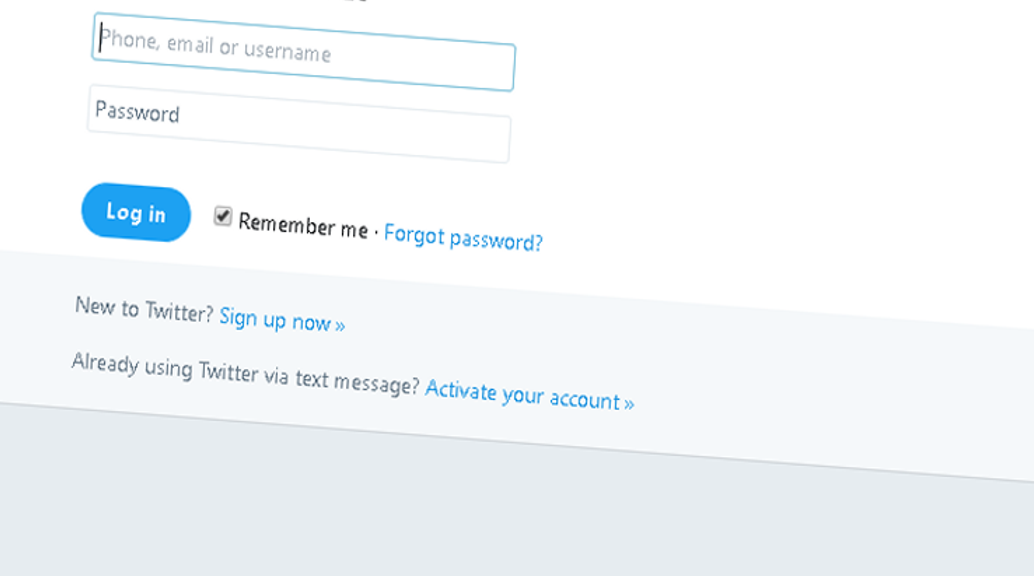 Phone, email or username
Password
Log in Remember me · Forgot password?
New to Twitter? Sign up now »
Already using Twitter via text message? Activate your account »